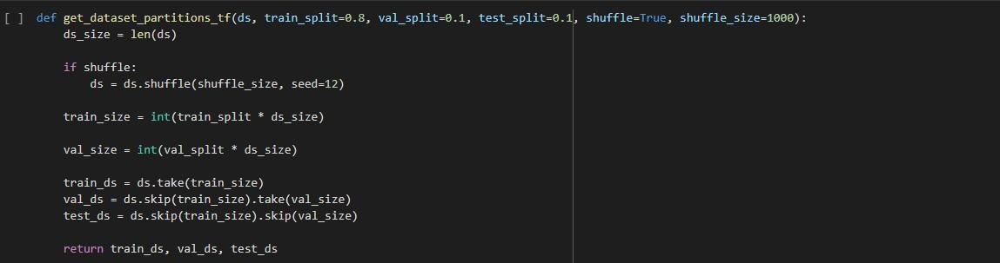 [ ] def get_dataset_partitions_tf(ds, train_split=0.8, val_split=0.1, test_split=0.1, shuffle=True, shuffle_size=1000):
    ds_size = len(ds)
    if shuffle:
        ds = ds.shuffle(shuffle_size, seed=12)
    train_size = int(train_split * ds_size)
    val_size = int(val_split * ds_size)
    train_ds = ds.take(train_size)
    val_ds = ds.skip(train_size).take(val_size)
    test_ds = ds.skip(train_size).skip(val_size)
    return train_ds, val_ds, test_ds